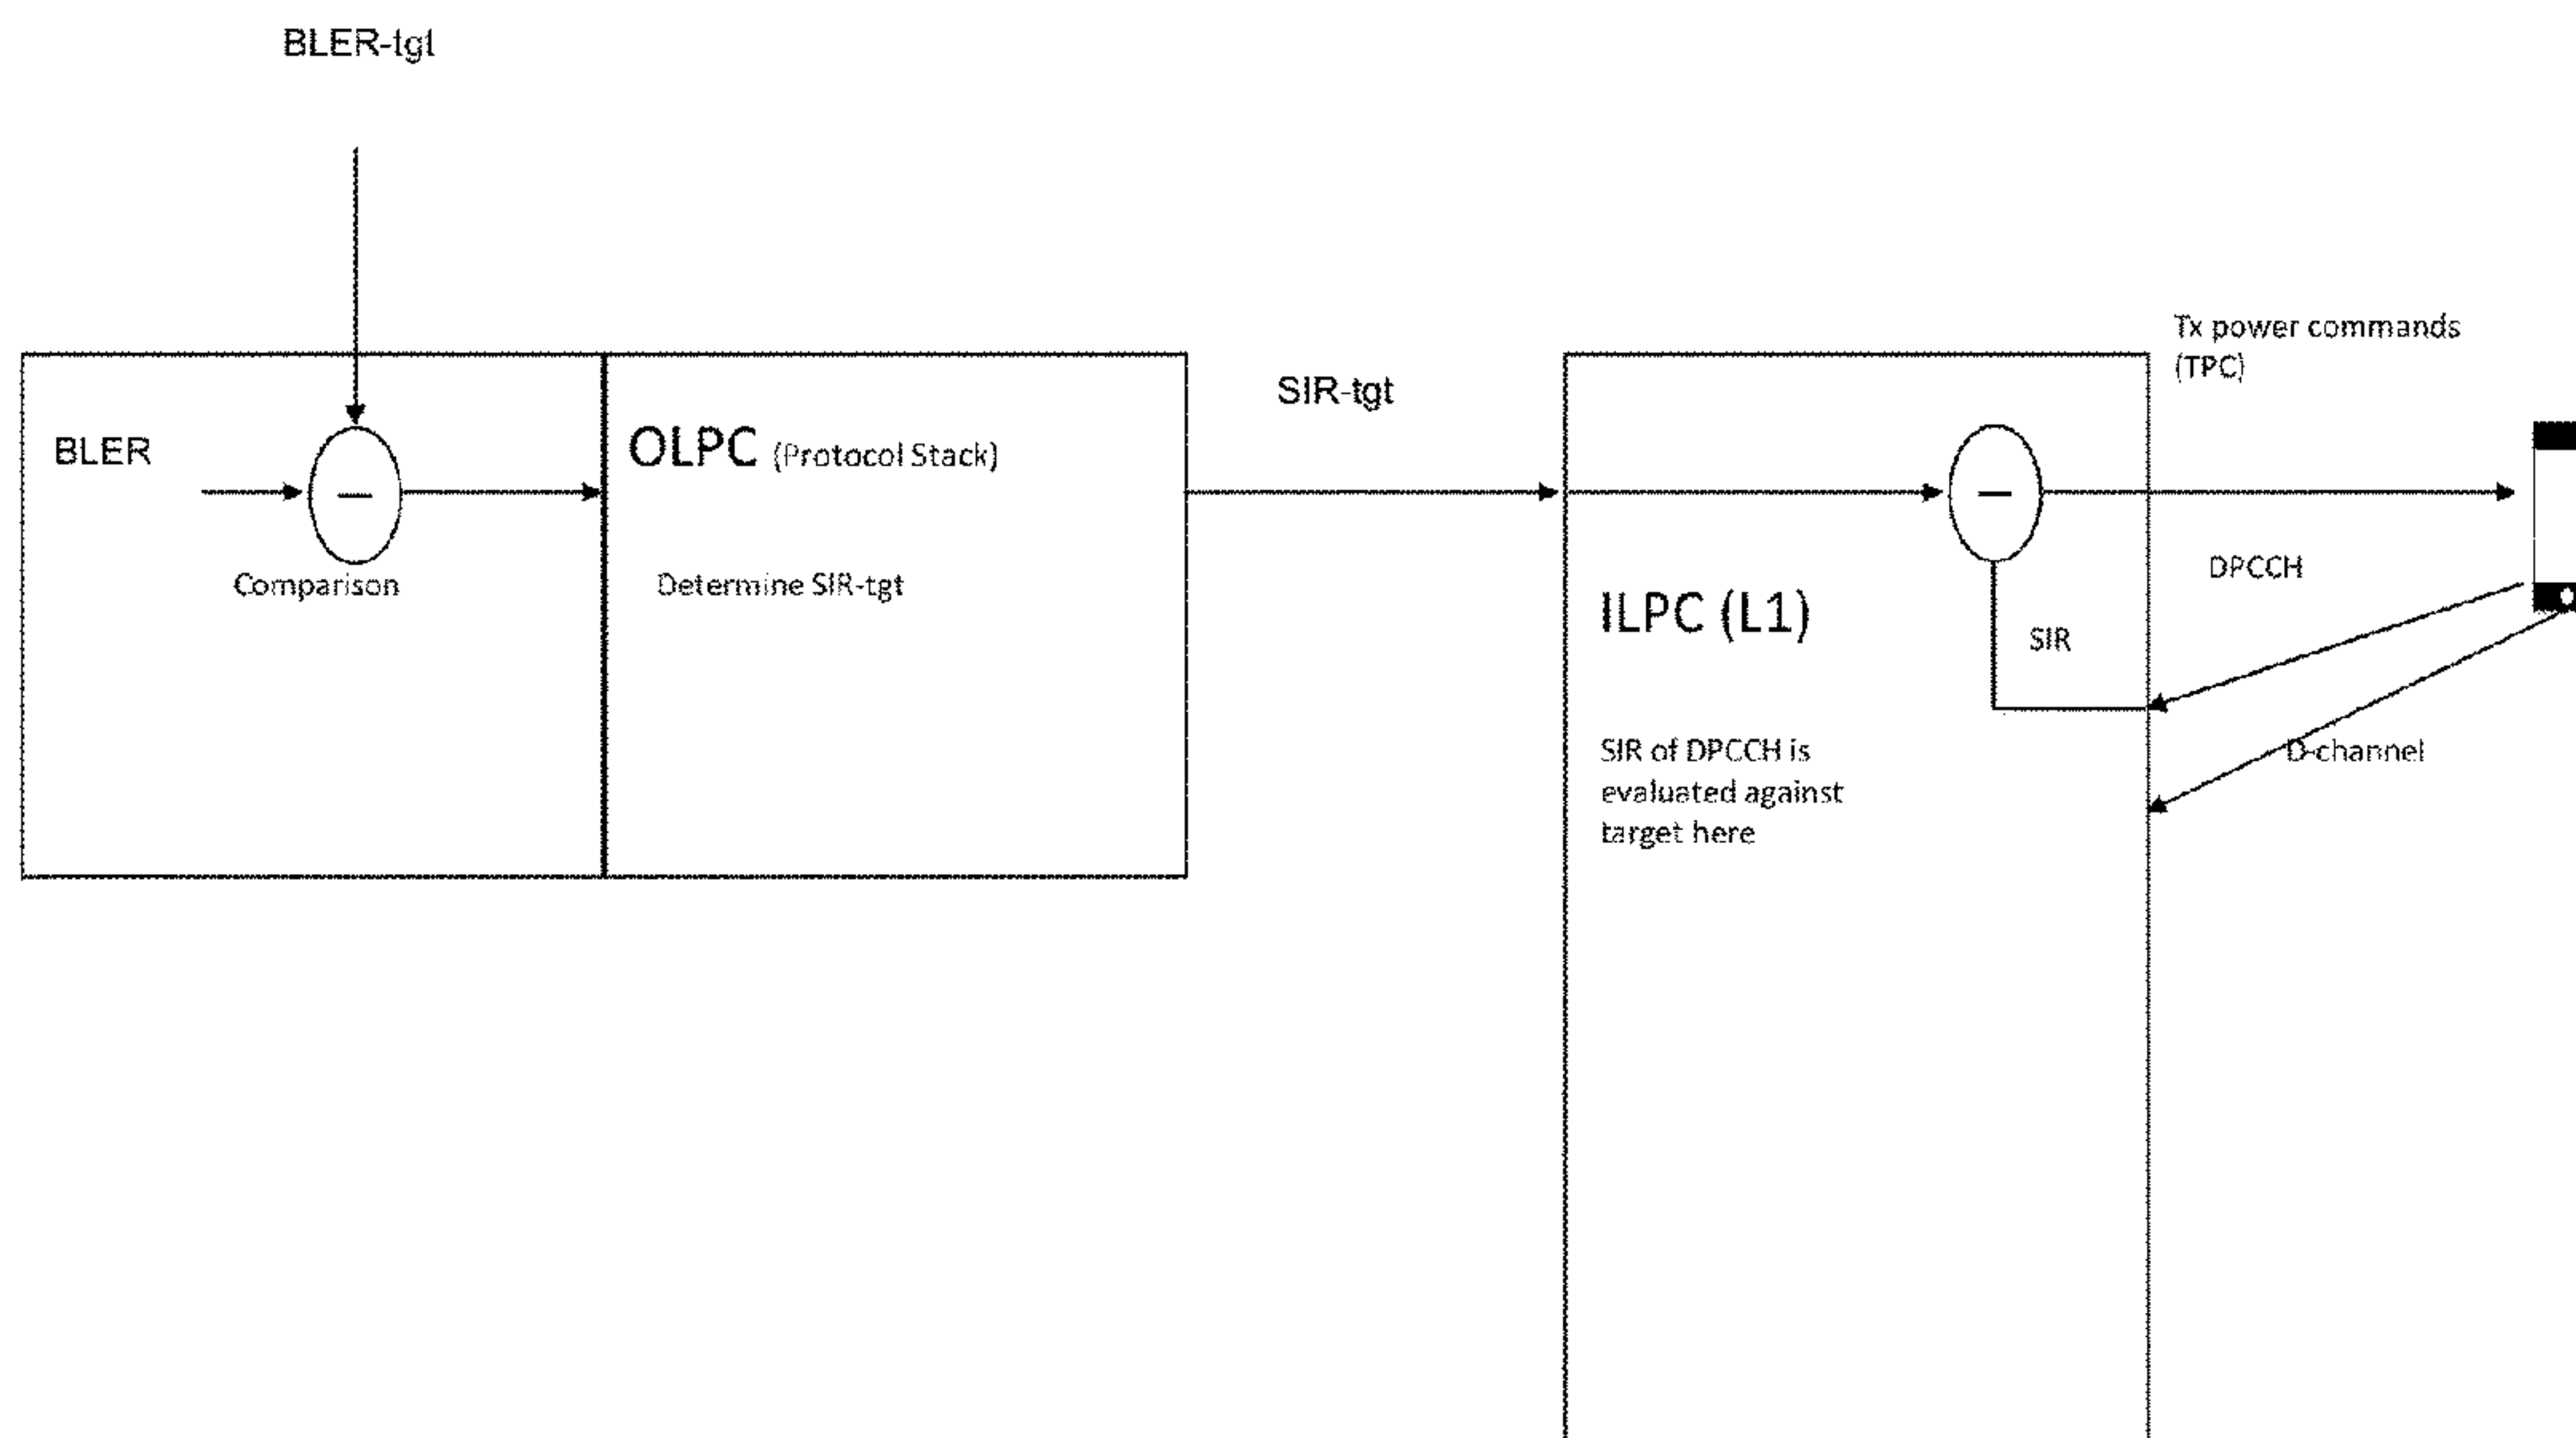 BLER-tgt
Tx power commands
(TPC)
SIR-tgt
BLER
OLPC (Protocol Stack)
DPCCH
Comparison
Determine SIR-tgt
ILPC (L1)
SIR
SIR of DPCCH is
evaluated against
target here
D-channel